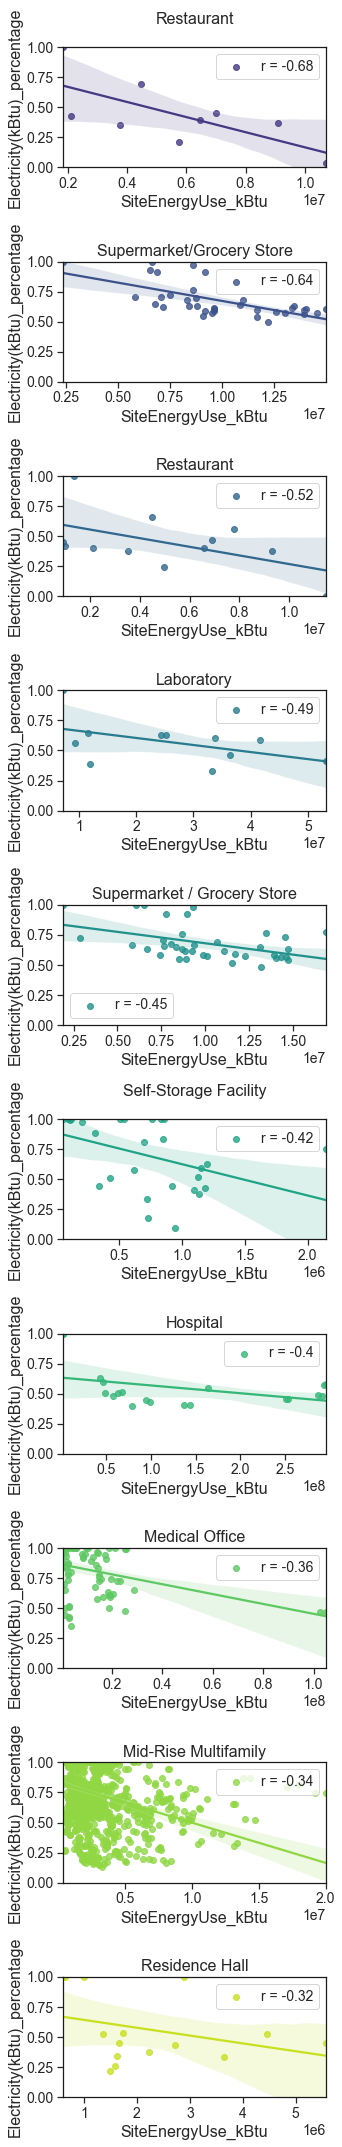 Restaurant
Electricity(kBtu)_percentage
1.00
0.75
0.50
0.25
0.00
r = -0.68
0.2 0.4 0.6 0.8 1.0
1e7
SiteEnergyUse_kBtu
Supermarket/Grocery Store
Electricity(kBtu)_percentage
1.00
0.75
0.50
0.25
0.00
r = -0.64
0.25 0.50 0.75 1.00 1.25
1e7
SiteEnergyUse_kBtu
Restaurant
Electricity(kBtu)_percentage
1.00
0.75
0.50
0.25
0.00
r = -0.52
0.2 0.4 0.6 0.8 1.0
1e7
SiteEnergyUse_kBtu
Laboratory
Electricity(kBtu)_percentage
1.00
0.75
0.50
0.25
0.00
r = -0.49
1 2 3 4 5
1e7
SiteEnergyUse_kBtu
Supermarket / Grocery Store
Electricity(kBtu)_percentage
1.00
0.75
0.50
0.25
0.00
r = -0.45
0.25 0.50 0.75 1.00 1.25 1.50
1e7
SiteEnergyUse_kBtu
Self-Storage Facility
Electricity(kBtu)_percentage
1.00
0.75
0.50
0.25
0.00
r = -0.42
0.5 1.0 1.5 2.0
1e6
SiteEnergyUse_kBtu
Hospital
Electricity(kBtu)_percentage
1.00
0.75
0.50
0.25
0.00
r = -0.4
0.5 1.0 1.5 2.0 2.5
1e8
SiteEnergyUse_kBtu
Medical Office
Electricity(kBtu)_percentage
1.00
0.75
0.50
0.25
0.00
r = -0.36
0.2 0.4 0.6 0.8 1.0
1e8
SiteEnergyUse_kBtu
Mid-Rise Multifamily
Electricity(kBtu)_percentage
1.00
0.75
0.50
0.25
0.00
r = -0.34
0.5 1.0 1.5 2.0
1e7
SiteEnergyUse_kBtu
Residence Hall
Electricity(kBtu)_percentage
1.00
0.75
0.50
0.25
0.00
r = -0.32
1 2 3 4 5
1e6
SiteEnergyUse_kBtu